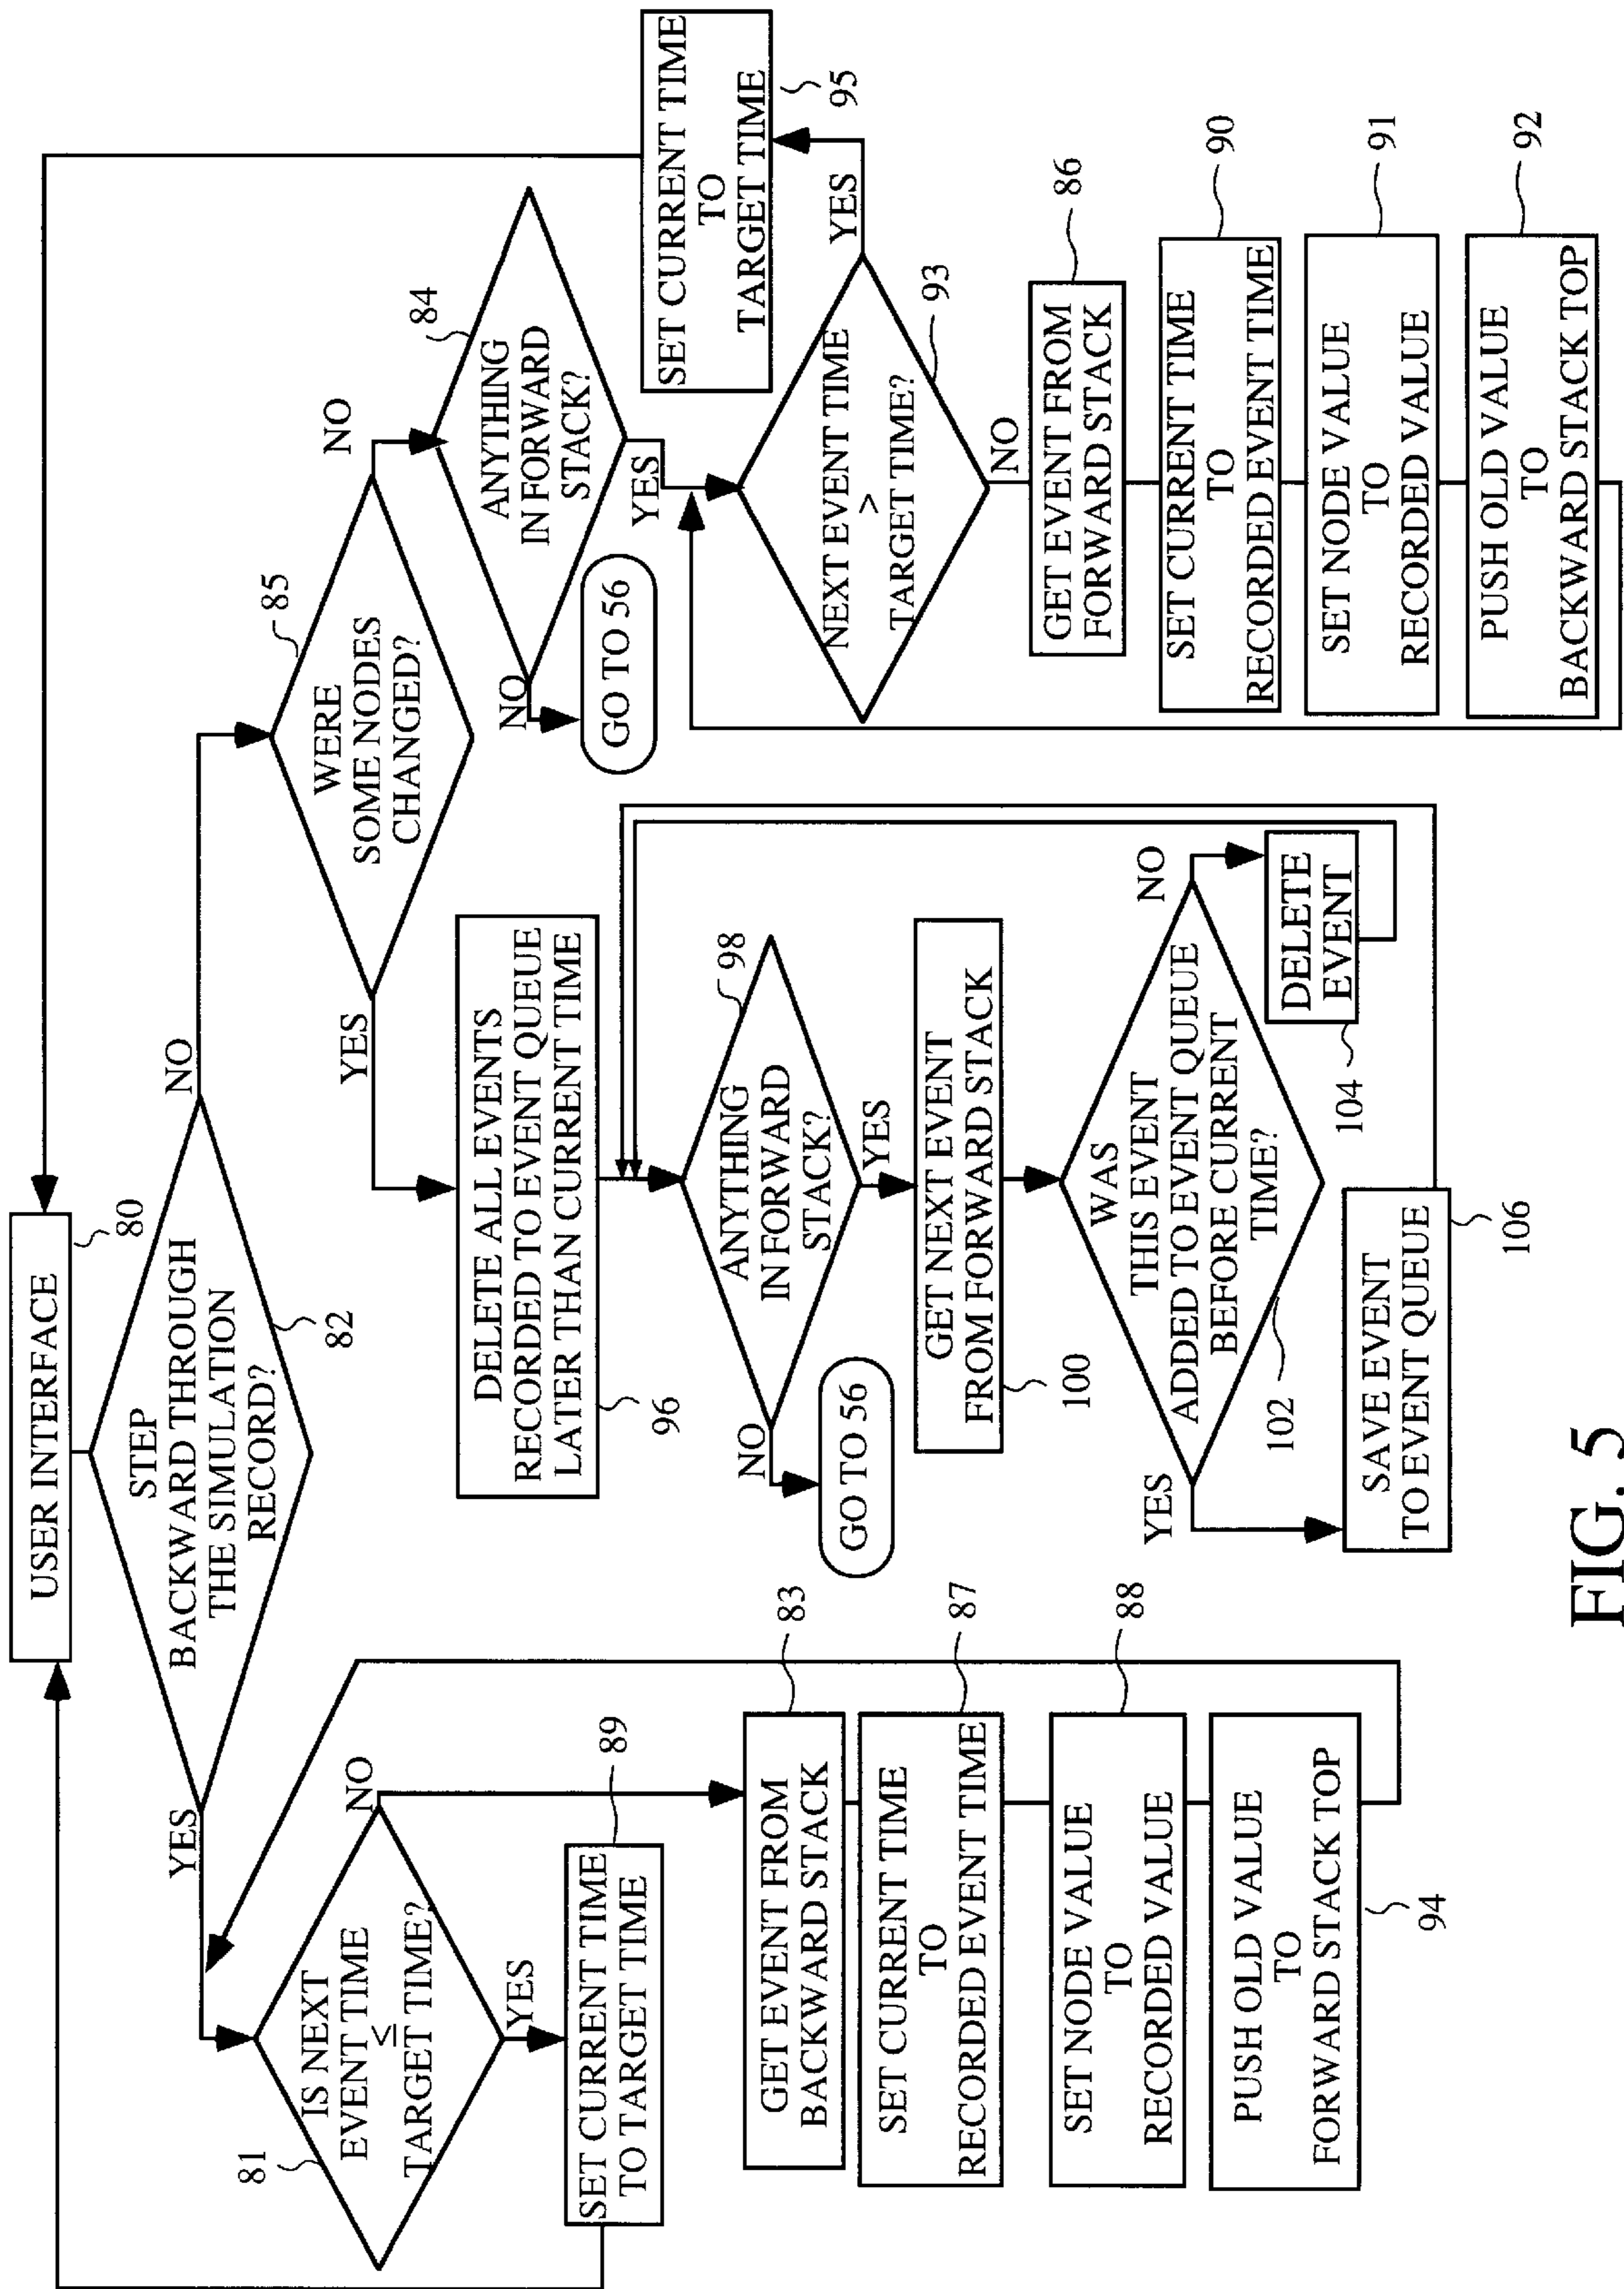 USER INTERFACE
80
STEP
BACKWARD THROUGH
THE SIMULATION
RECORD?
82
YES
NO
IS NEXT
EVENT TIME
≤
TARGET TIME?
81
NO
YES
SET CURRENT TIME
TO TARGET TIME
89
GET EVENT FROM
BACKWARD STACK
83
SET CURRENT TIME
TO
RECORDED EVENT TIME
87
SET NODE VALUE
TO
RECORDED VALUE
88
PUSH OLD VALUE
TO
FORWARD STACK TOP
94
WERE
SOME NODES
CHANGED?
85
YES
NO
DELETE ALL EVENTS
RECORDED TO EVENT QUEUE
LATER THAN CURRENT TIME
96
ANYTHING
IN FORWARD
STACK?
98
NO
YES
GO TO 56
GET NEXT EVENT
FROM FORWARD STACK
100
WAS
THIS EVENT
ADDED TO EVENT QUEUE
BEFORE CURRENT
TIME?
102
YES
NO
DELETE
EVENT
104
SAVE EVENT
TO EVENT QUEUE
106
ANYTHING
IN FORWARD
STACK?
84
NO
YES
GO TO 56
NEXT EVENT TIME
>
TARGET TIME?
93
YES
NO
SET CURRENT TIME
TO
TARGET TIME
95
GET EVENT FROM
FORWARD STACK
86
SET CURRENT TIME
TO
RECORDED EVENT TIME
90
SET NODE VALUE
TO
RECORDED VALUE
91
PUSH OLD VALUE
TO
BACKWARD STACK TOP
92
FIG. 5